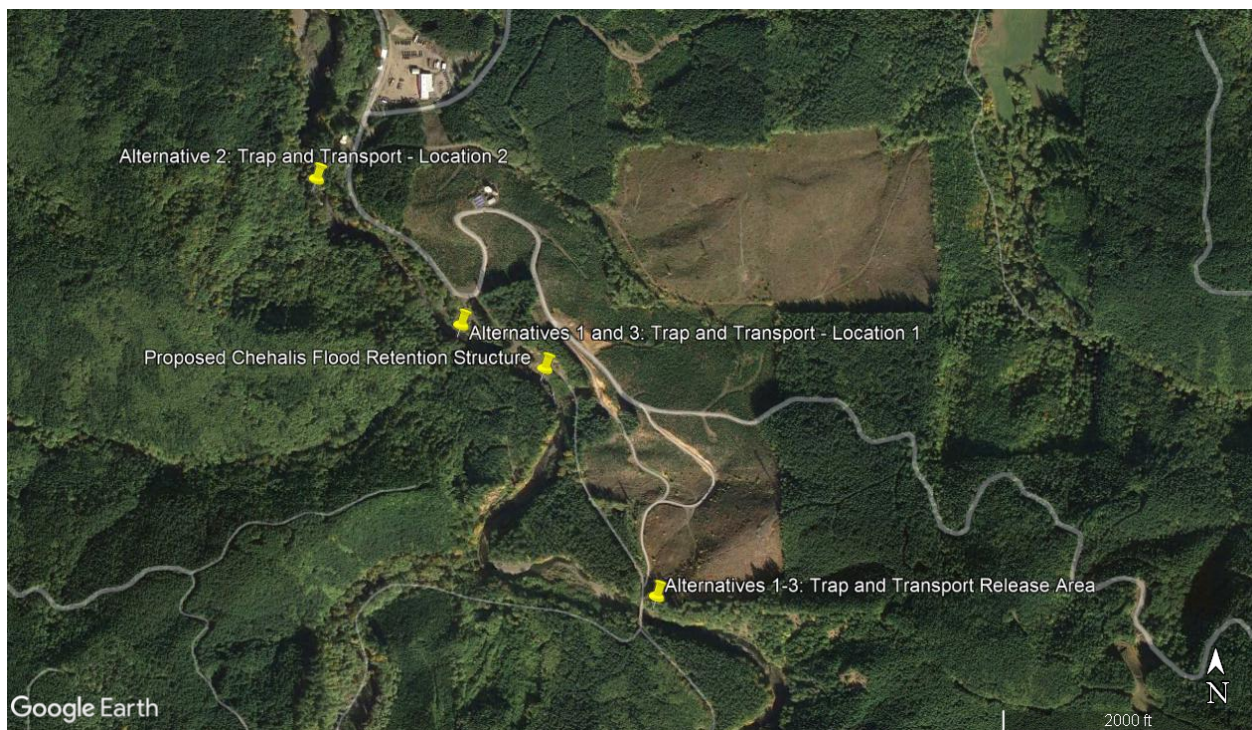 Alternative 2: Trap and Transport - Location 2
Alternatives 1 and 3: Trap and Transport - Location 1
Proposed Chehalis Flood Retention Structure
Alternatives 1-3: Trap and Transport Release Area
N
Google Earth
2000 ft